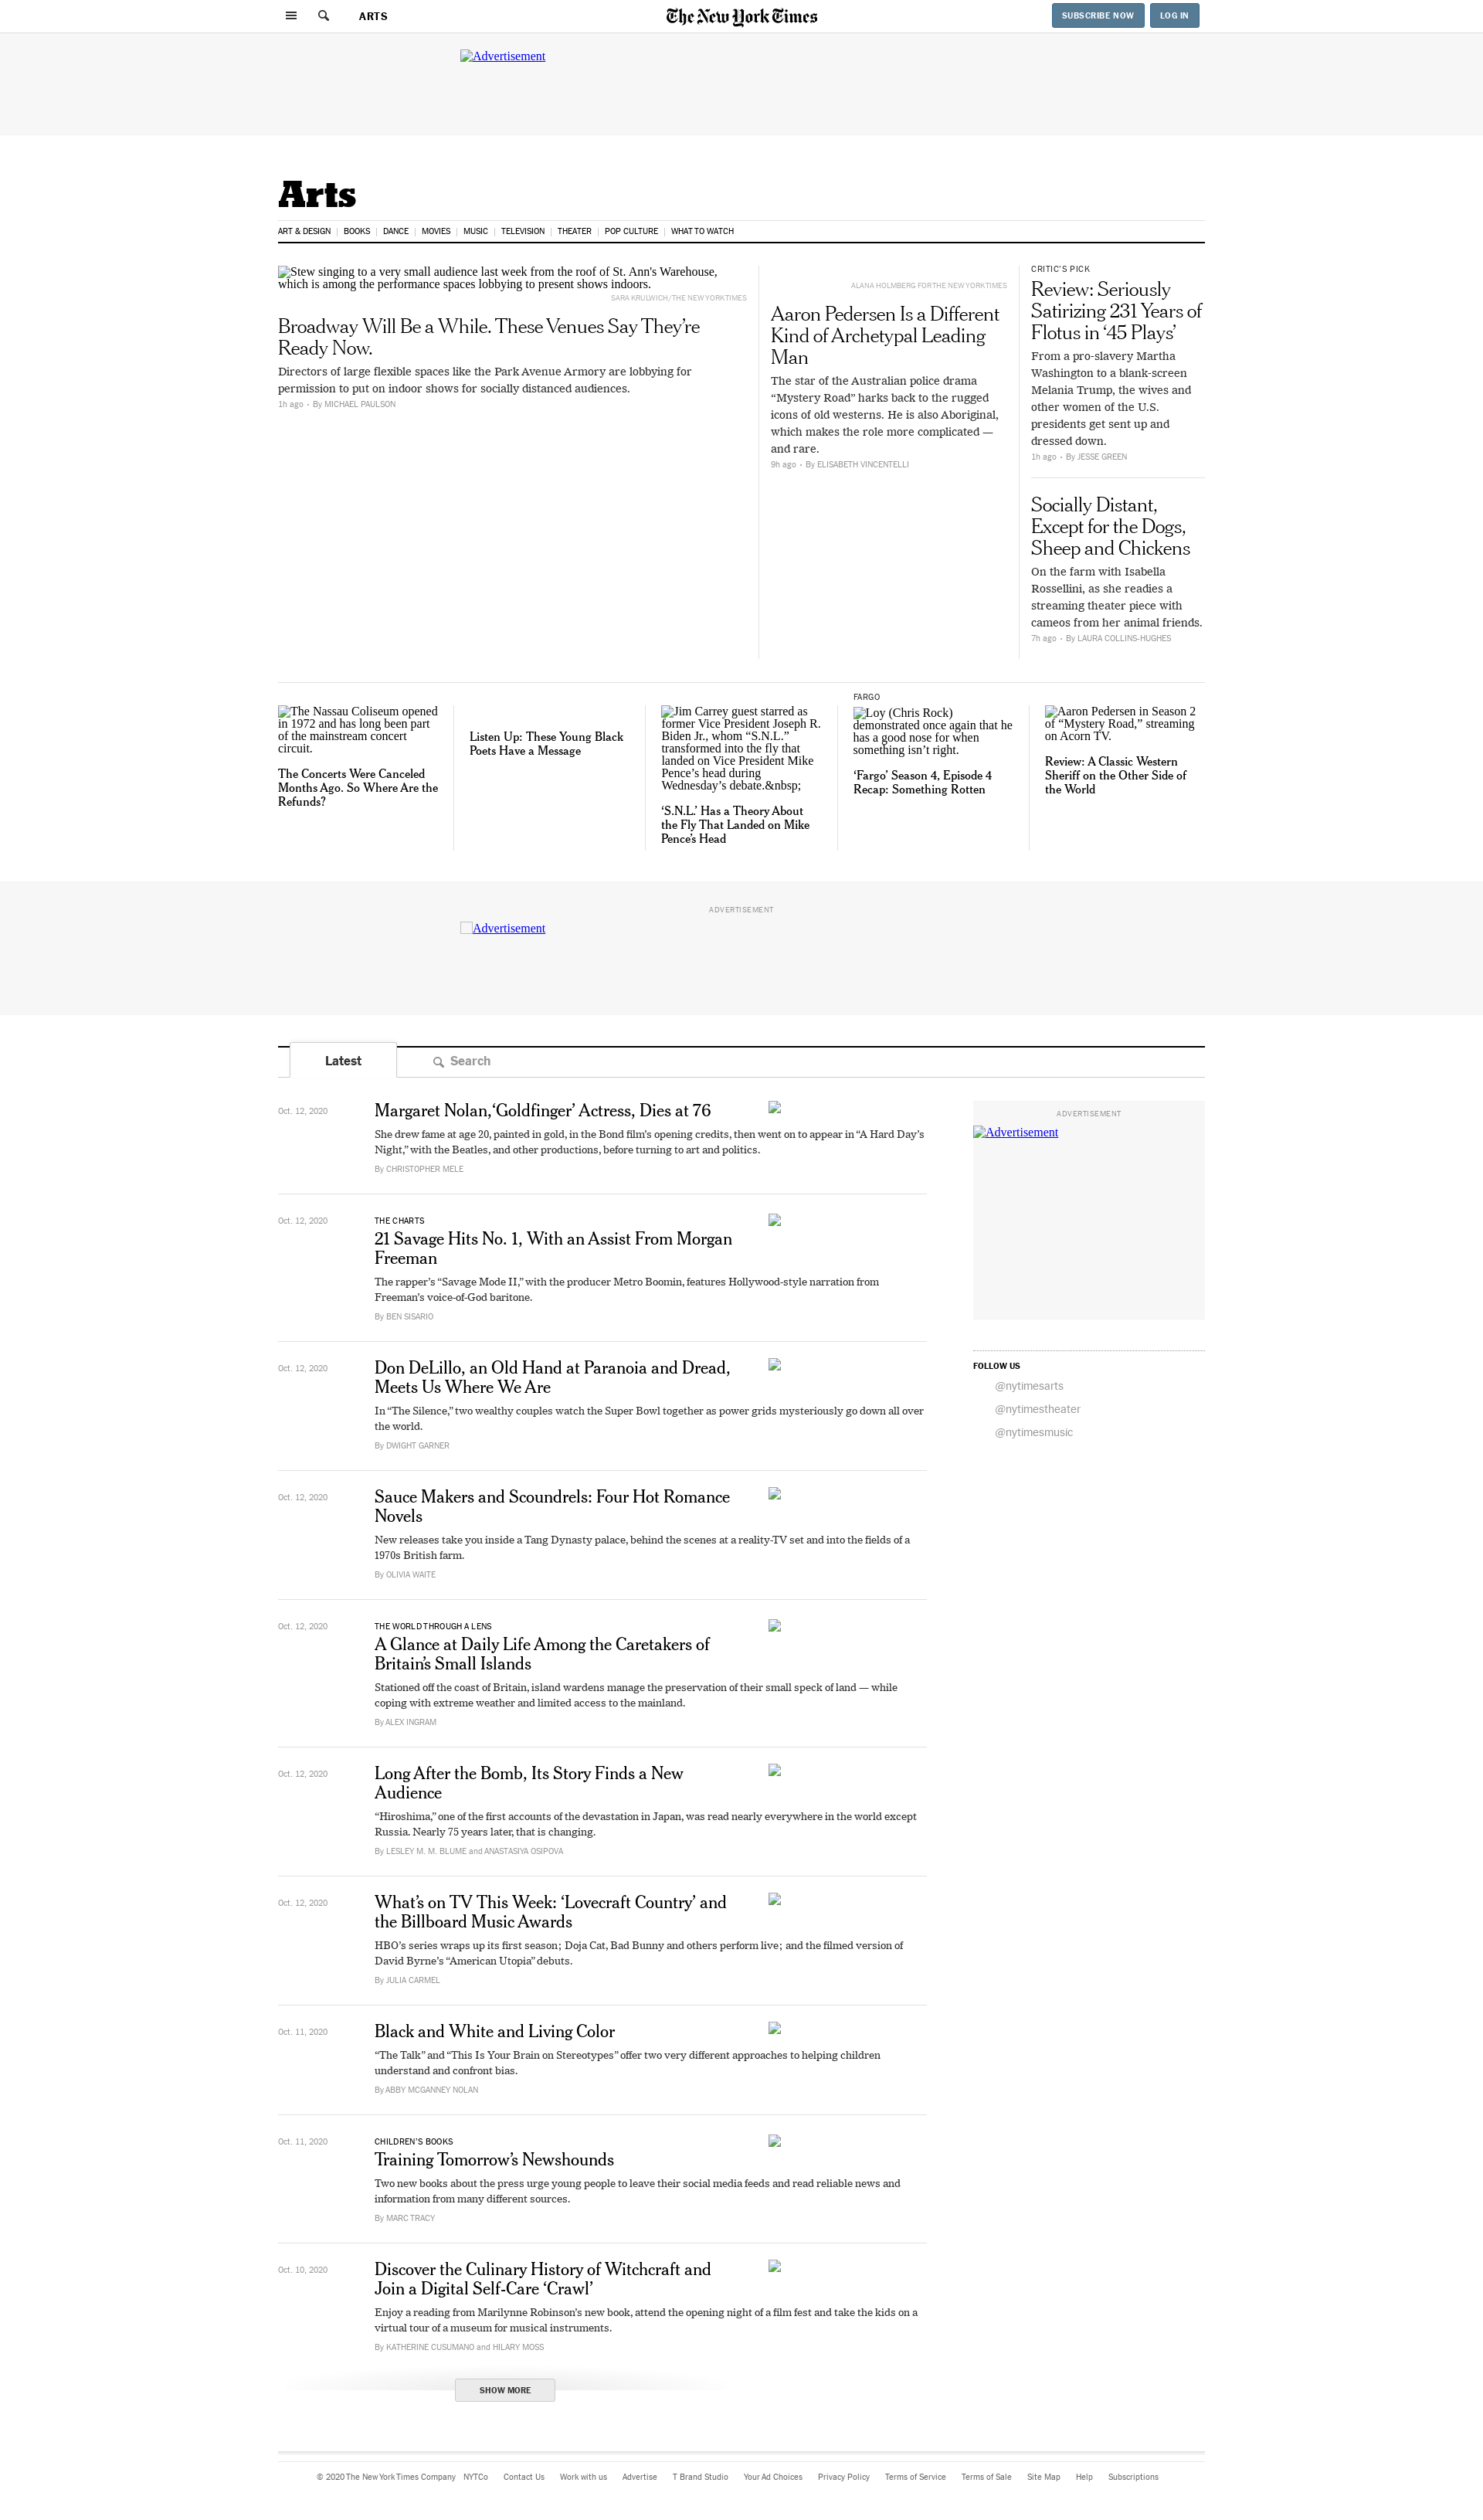 ARTS
The New York Times
SUBSCRIBE NOW
LOG IN
Advertisement
Arts
ART & DESIGN
BOOKS
DANCE
MOVIES
MUSIC
TELEVISION
THEATER
POP CULTURE
WHAT TO WATCH
Stew singing to a very small audience last week from the roof of St. Ann's Warehouse,
which is among the performance spaces lobbying to present shows indoors.
SARA KRULWICH/THE NEW YORK TIMES
Broadway Will Be a While. These Venues Say They’re
Ready Now.
Directors of large flexible spaces like the Park Avenue Armory are lobbying for
permission to put on indoor shows for socially distanced audiences.
1h ago • By MICHAEL PAULSON
ALANA HOLMBERG FOR THE NEW YORK TIMES
Aaron Pedersen Is a Different
Kind of Archetypal Leading
Man
The star of the Australian police drama
“Mystery Road” harks back to the rugged
icons of old westerns. He is also Aboriginal,
which makes the role more complicated —
and rare.
9h ago • By ELISABETH VINCENTELLI
CRITIC’S PICK
Review: Seriously
Satirizing 231 Years of
Flotus in ‘45 Plays’
From a pro-slavery Martha
Washington to a blank-screen
Melania Trump, the wives and
other women of the U.S.
presidents get sent up and
dressed down.
1h ago • By JESSE GREEN
Socially Distant,
Except for the Dogs,
Sheep and Chickens
On the farm with Isabella
Rossellini, as she readies a
streaming theater piece with
cameos from her animal friends.
7h ago • By LAURA COLLINS-HUGHES
The Nassau Coliseum opened
in 1972 and has long been part
of the mainstream concert
circuit.
The Concerts Were Canceled
Months Ago. So Where Are the
Refunds?
Listen Up: These Young Black
Poets Have a Message
Jim Carrey guest starred as
former Vice President Joseph R.
Biden Jr., whom “S.N.L.”
transformed into the fly that
landed on Vice President Mike
Pence’s head during
Wednesday’s debate.&nbsp;
‘S.N.L.’ Has a Theory About
the Fly That Landed on Mike
Pence’s Head
FARGO
Loy (Chris Rock)
demonstrated once again that he
has a good nose for when
something isn’t right.
‘Fargo’ Season 4, Episode 4
Recap: Something Rotten
Aaron Pedersen in Season 2
of “Mystery Road,” streaming
on Acorn TV.
Review: A Classic Western
Sheriff on the Other Side of
the World
ADVERTISEMENT
Advertisement
Latest
Search
Oct. 12, 2020
Margaret Nolan, ‘Goldfinger’ Actress, Dies at 76
She drew fame at age 20, painted in gold, in the Bond film’s opening credits, then went on to appear in “A Hard Day’s
Night,” with the Beatles, and other productions, before turning to art and politics.
By CHRISTOPHER MELE
Oct. 12, 2020
THE CHARTS
21 Savage Hits No. 1, With an Assist From Morgan
Freeman
The rapper’s “Savage Mode II,” with the producer Metro Boomin, features Hollywood-style narration from
Freeman’s voice-of-God baritone.
By BEN SISARIO
Oct. 12, 2020
Don DeLillo, an Old Hand at Paranoia and Dread,
Meets Us Where We Are
In “The Silence,” two wealthy couples watch the Super Bowl together as power grids mysteriously go down all over
the world.
By DWIGHT GARNER
Oct. 12, 2020
Sauce Makers and Scoundrels: Four Hot Romance
Novels
New releases take you inside a Tang Dynasty palace, behind the scenes at a reality-TV set and into the fields of a
1970s British farm.
By OLIVIA WAITE
Oct. 12, 2020
THE WORLD THROUGH A LENS
A Glance at Daily Life Among the Caretakers of
Britain’s Small Islands
Stationed off the coast of Britain, island wardens manage the preservation of their small speck of land — while
coping with extreme weather and limited access to the mainland.
By ALEX INGRAM
Oct. 12, 2020
Long After the Bomb, Its Story Finds a New
Audience
“Hiroshima,” one of the first accounts of the devastation in Japan, was read nearly everywhere in the world except
Russia. Nearly 75 years later, that is changing.
By LESLEY M. M. BLUME and ANASTASIYA OSIPOVA
Oct. 12, 2020
What’s on TV This Week: ‘Lovecraft Country’ and
the Billboard Music Awards
HBO’s series wraps up its first season; Doja Cat, Bad Bunny and others perform live; and the filmed version of
David Byrne’s “American Utopia” debuts.
By JULIA CARMEL
Oct. 11, 2020
Black and White and Living Color
“The Talk” and “This Is Your Brain on Stereotypes” offer two very different approaches to helping children
understand and confront bias.
By ABBY MCGANNEY NOLAN
Oct. 11, 2020
CHILDREN’S BOOKS
Training Tomorrow’s Newshounds
Two new books about the press urge young people to leave their social media feeds and read reliable news and
information from many different sources.
By MARC TRACY
Oct. 10, 2020
Discover the Culinary History of Witchcraft and
Join a Digital Self-Care ‘Crawl’
Enjoy a reading from Marilynne Robinson’s new book, attend the opening night of a film fest and take the kids on a
virtual tour of a museum for musical instruments.
By KATHERINE CUSUMANO and HILARY MOSS
SHOW MORE
ADVERTISEMENT
Advertisement
FOLLOW US
@nytimesarts
@nytimestheater
@nytimesmusic
© 2020 The New York Times Company
NYTCo
Contact Us
Work with us
Advertise
T Brand Studio
Your Ad Choices
Privacy Policy
Terms of Service
Terms of Sale
Site Map
Help
Subscriptions